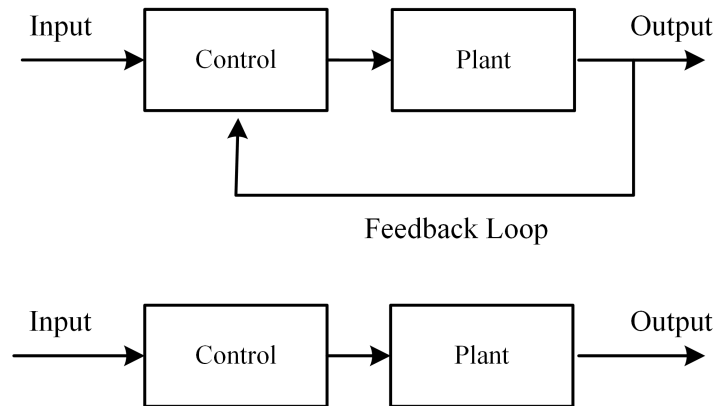 Input
Output
Control
Plant
Feedback Loop
Input
Output
Control
Plant